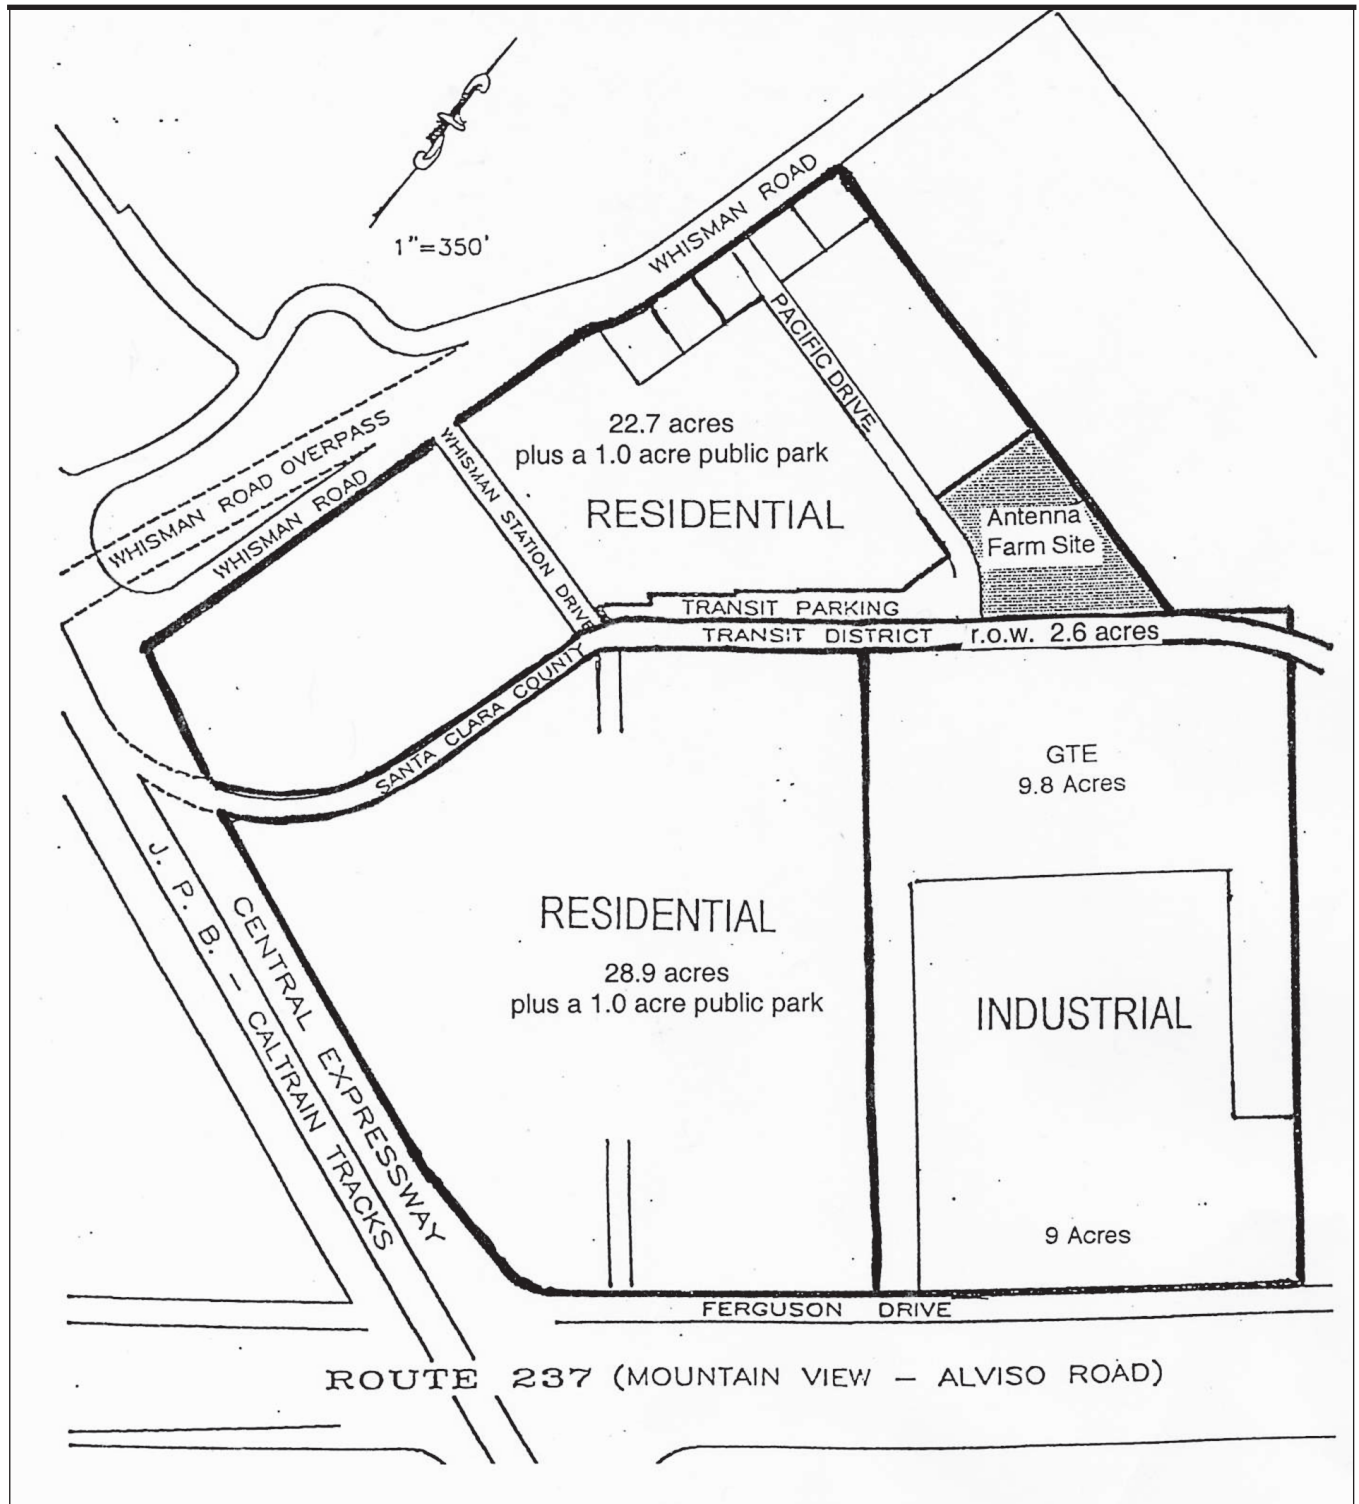 1"=350'
WHISMAN ROAD
PACIFIC DRIVE
22.7 acres
plus a 1.0 acre public park
RESIDENTIAL
WHISMAN ROAD OVERPASS
WHISMAN ROAD
WHISMAN STATION DRIVE
Antenna
Farm Site
TRANSIT PARKING
TRANSIT DISTRICT r.o.w. 2.6 acres
SANTA CLARA COUNTY
GTE
9.8 Acres
J. P. B. – CALTRAIN TRACKS
CENTRAL EXPRESSWAY
RESIDENTIAL
28.9 acres
plus a 1.0 acre public park
INDUSTRIAL
9 Acres
FERGUSON DRIVE
ROUTE 237 (MOUNTAIN VIEW – ALVISO ROAD)